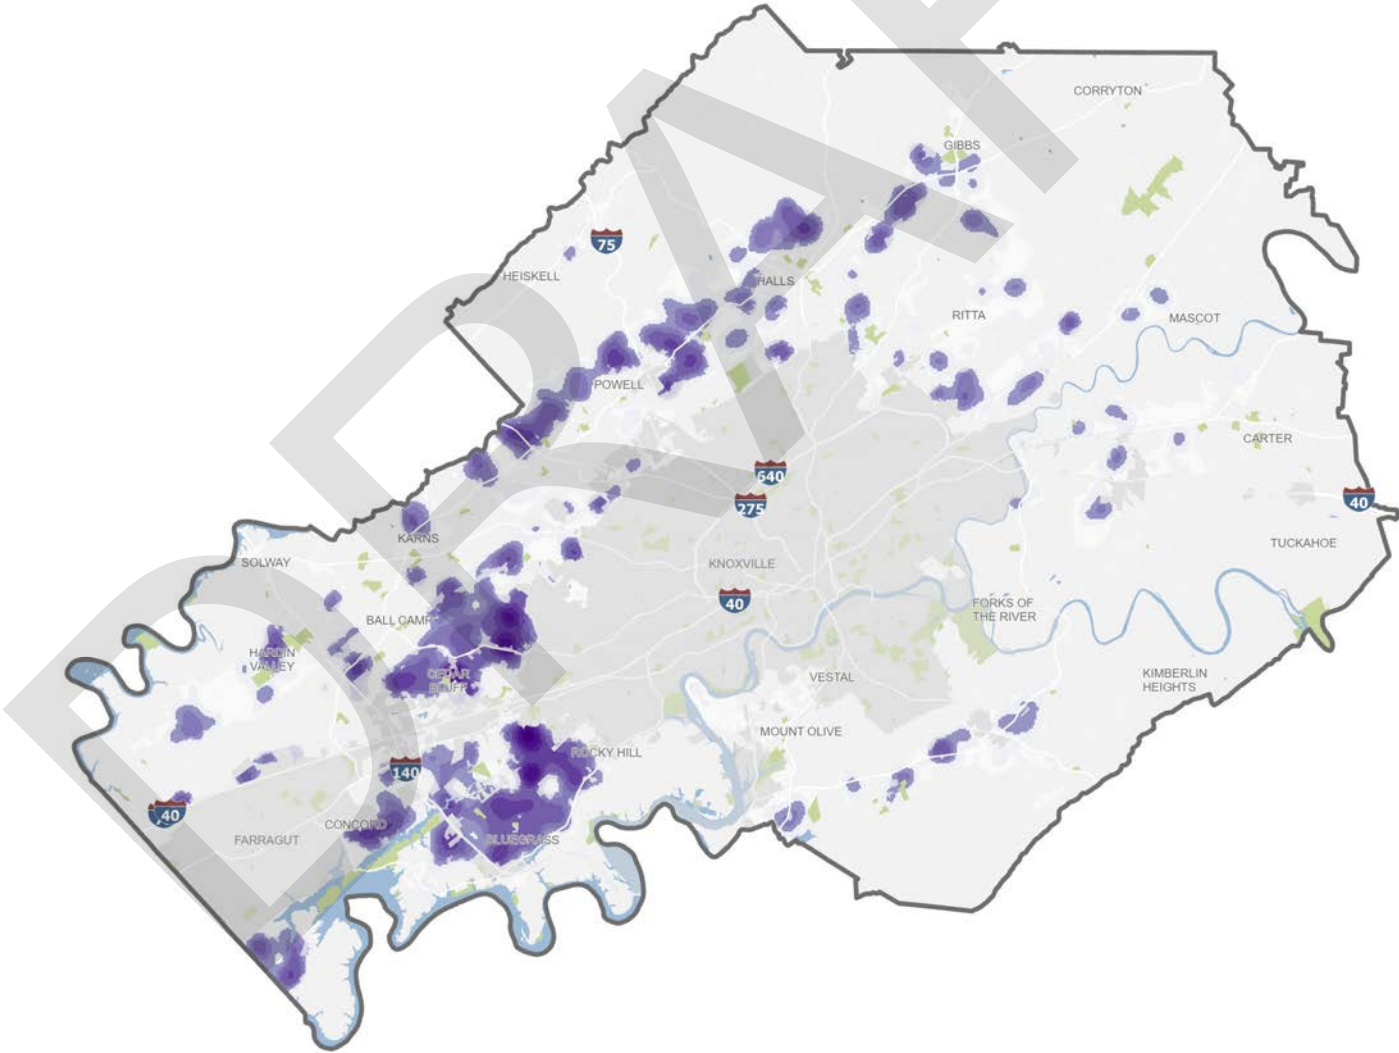 DRAF
CORRYTON
GIBBS
75
HEISKELL
HALLS
RITTA
MASCOT
POWELL
CARTER
640
275
40
KARNS
TUCKAHOE
SOLWAY
KNOXVILLE
40
FORKS OF
THE RIVER
BALL CAMP
HARDIN
VALLEY
CEDAR
BLUFF
VESTAL
KIMBERLIN
HEIGHTS
MOUNT OLIVE
ROCKY HILL
140
40
CONCORD
FARRAGUT
BLUEGRASS